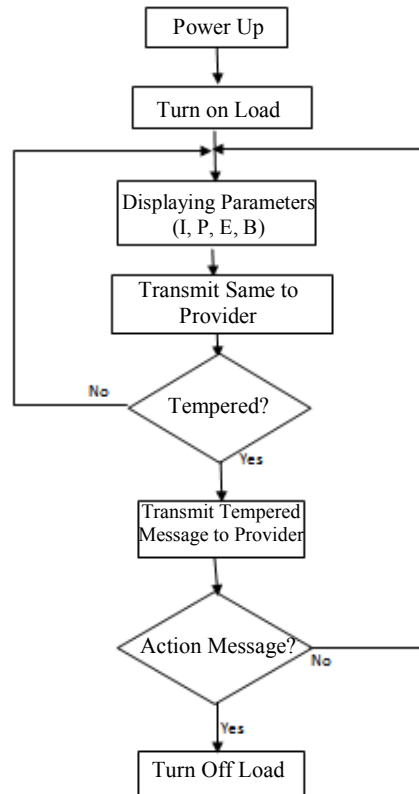 Power Up
Turn on Load
Displaying Parameters
(I, P, E, B)
Transmit Same to
Provider
No
Tempered?
Yes
Transmit Tempered
Message to Provider
Action Message?
No
Yes
Turn Off Load